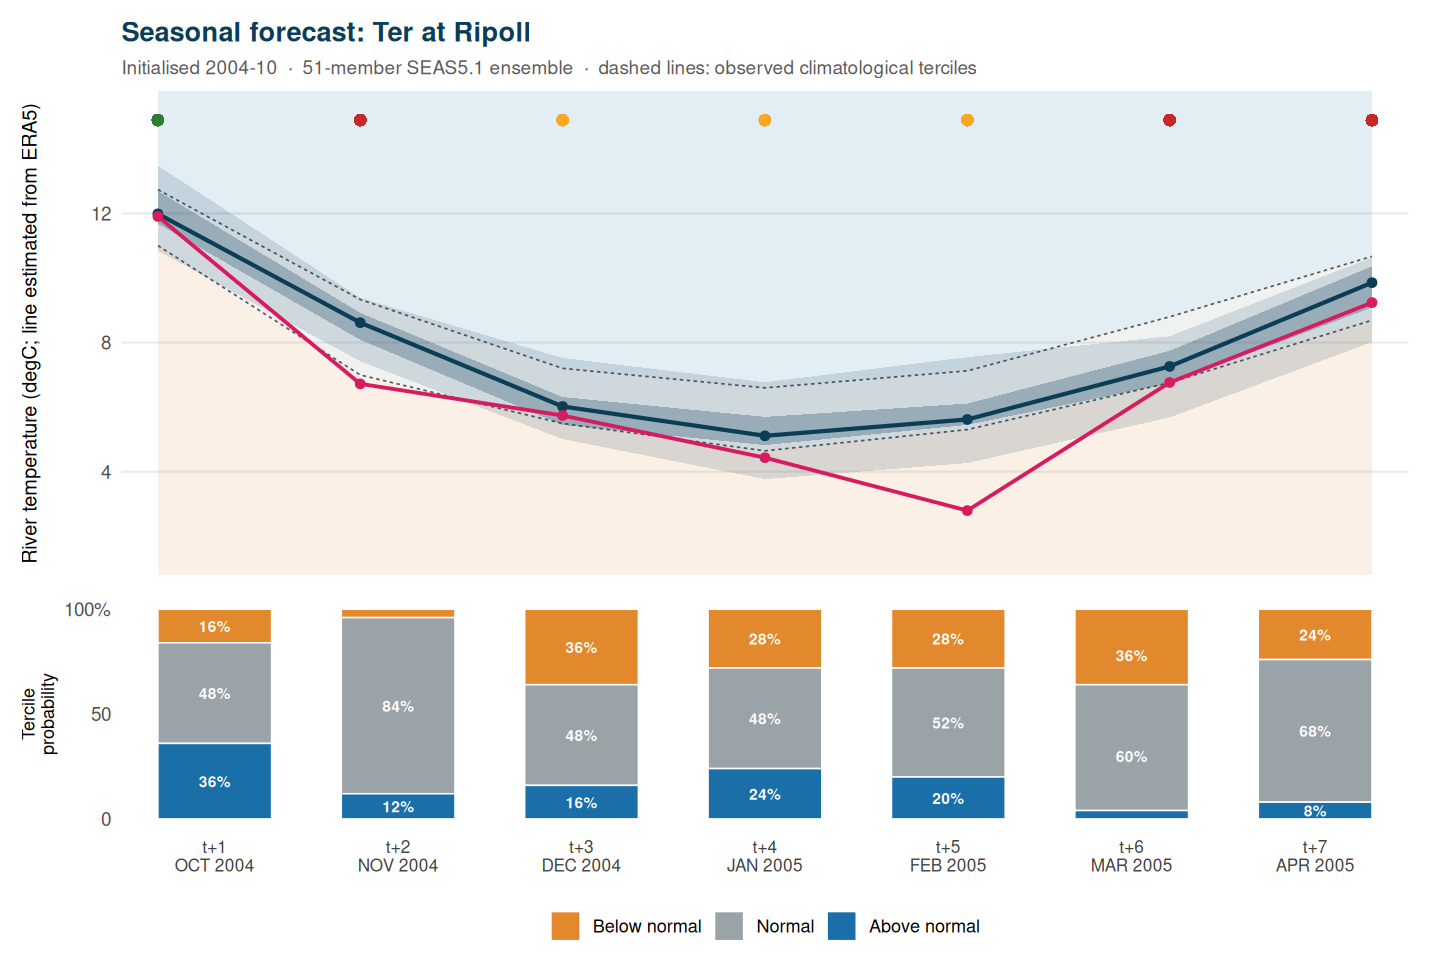 Seasonal forecast: Ter at Ripoll
Initialised 2004-10 · 51-member SEAS5.1 ensemble · dashed lines: observed climatological terciles
River temperature (degC; line estimated from ERA5)
12
8
4
Tercile
probability
100%
50
0
16%
48%
36%
84%
12%
36%
48%
16%
28%
48%
24%
28%
52%
20%
36%
60%
24%
68%
8%
t+1
OCT 2004
t+2
NOV 2004
t+3
DEC 2004
t+4
JAN 2005
t+5
FEB 2005
t+6
MAR 2005
t+7
APR 2005
Below normal
Normal
Above normal